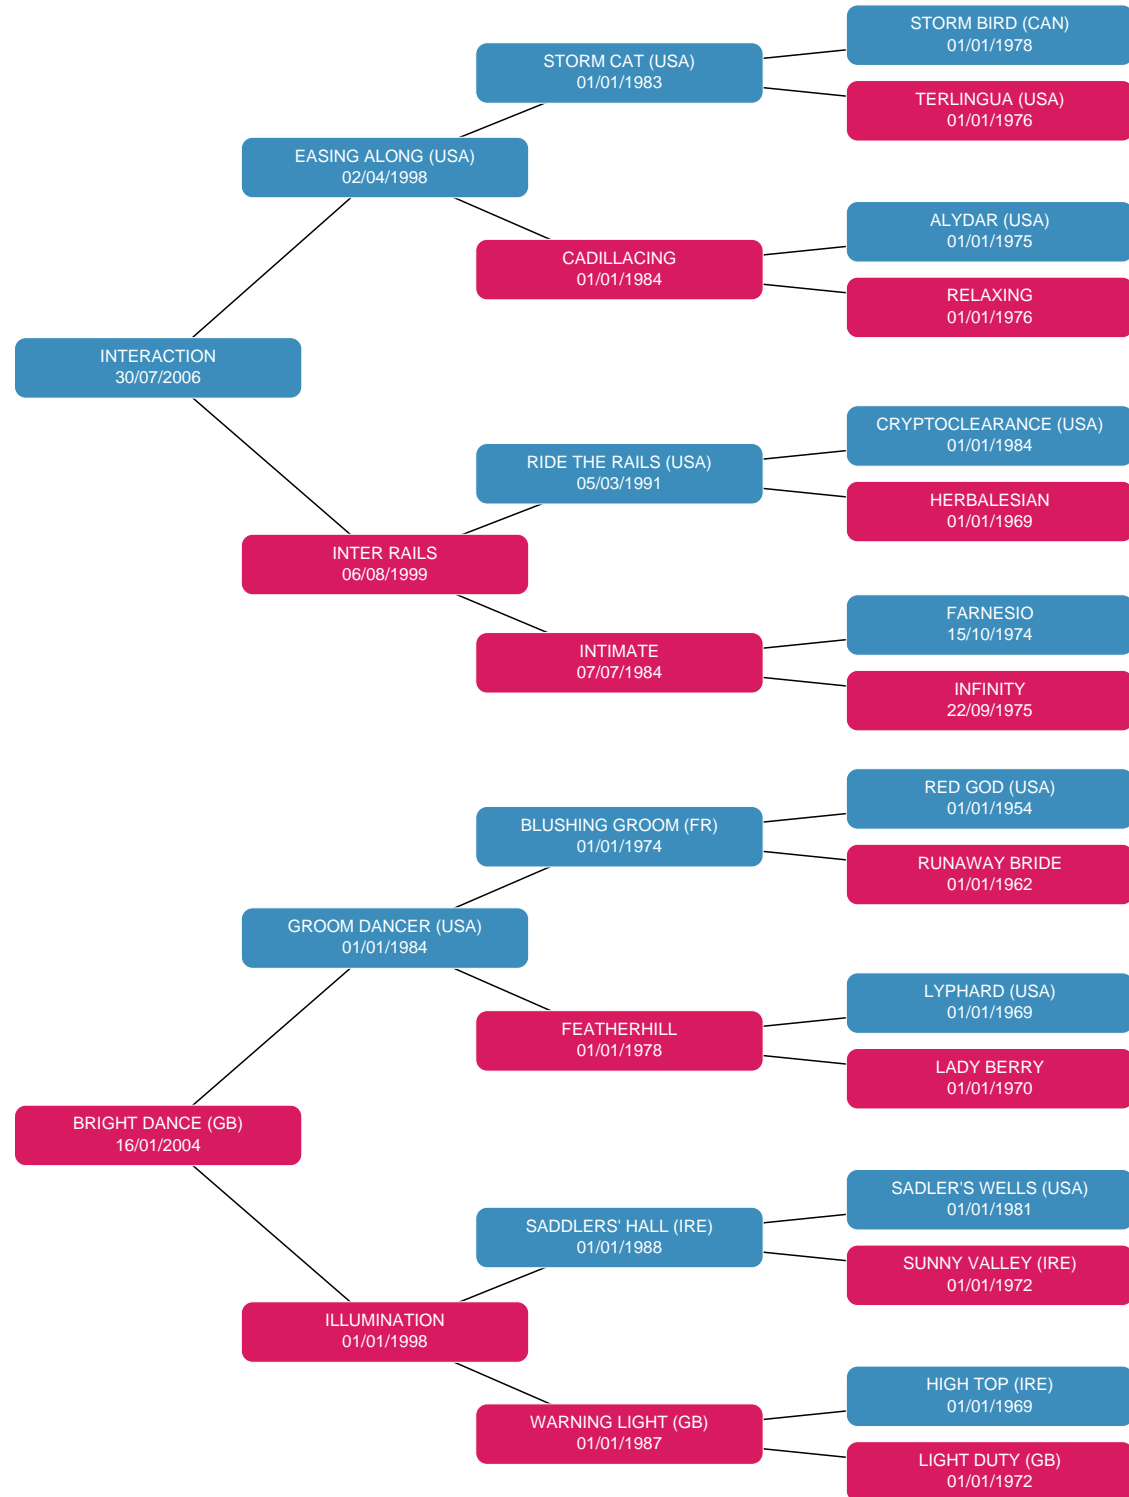 STORM BIRD (CAN)
01/01/1978
STORM CAT (USA)
01/01/1983
TERLINGUA (USA)
01/01/1976
EASING ALONG (USA)
02/04/1998
ALYDAR (USA)
01/01/1975
CADILLACING
01/01/1984
RELAXING
01/01/1976
INTERACTION
30/07/2006
CRYPTOCLEARANCE (USA)
01/01/1984
RIDE THE RAILS (USA)
05/03/1991
HERBALESIAN
01/01/1969
INTER RAILS
06/08/1999
FARNESIO
15/10/1974
INTIMATE
07/07/1984
INFINITY
22/09/1975
RED GOD (USA)
01/01/1954
BLUSHING GROOM (FR)
01/01/1974
RUNAWAY BRIDE
01/01/1962
GROOM DANCER (USA)
01/01/1984
LYPHARD (USA)
01/01/1969
FEATHERHILL
01/01/1978
LADY BERRY
01/01/1970
BRIGHT DANCE (GB)
16/01/2004
SADLER'S WELLS (USA)
01/01/1981
SADDLERS' HALL (IRE)
01/01/1988
SUNNY VALLEY (IRE)
01/01/1972
ILLUMINATION
01/01/1998
HIGH TOP (IRE)
01/01/1969
WARNING LIGHT (GB)
01/01/1987
LIGHT DUTY (GB)
01/01/1972